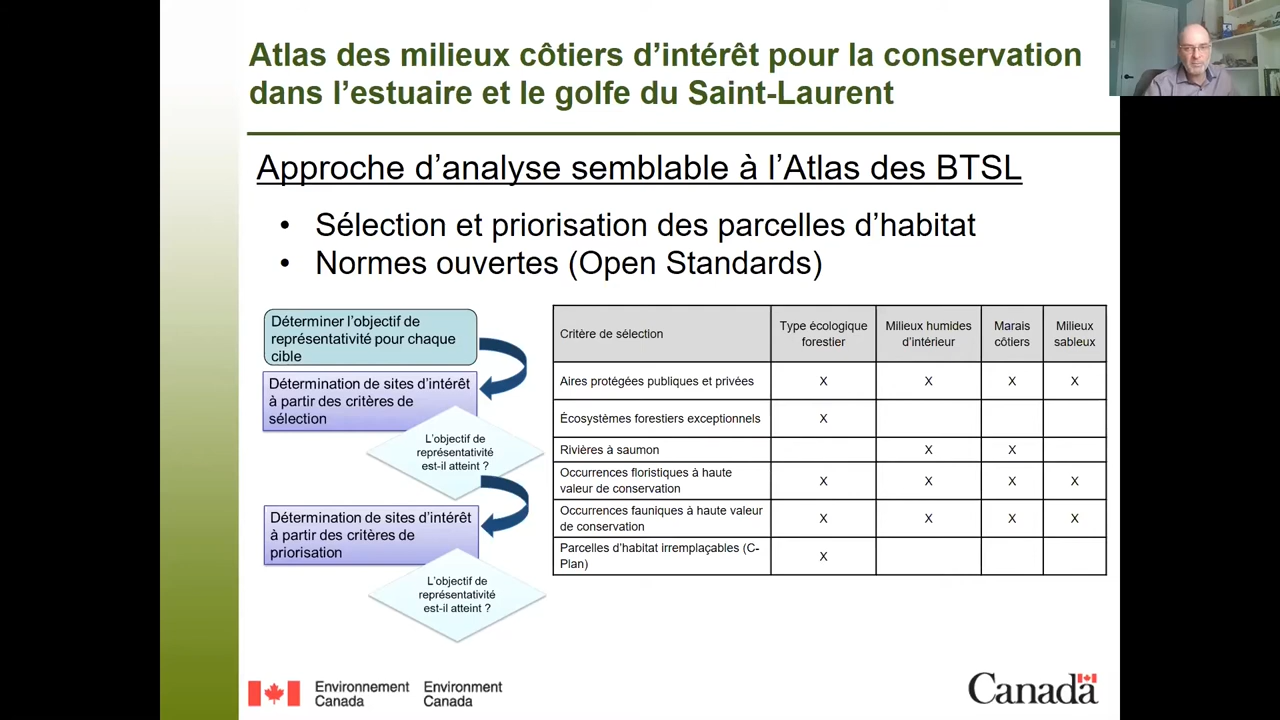 Atlas des milieux côtiers d’intérêt pour la conservation
dans l’estuaire et le golfe du Saint-Laurent
Approche d’analyse semblable à l’Atlas des BTSL
• Sélection et priorisation des parcelles d’habitat
• Normes ouvertes (Open Standards)
Déterminer l’objectif de
représentativité pour chaque
cible
Détermination de sites d’intérêt
à partir des critères de
sélection
L’objectif de
représentativité
est-il atteint ?
Détermination de sites d’intérêt
à partir des critères de
priorisation
L’objectif de
représentativité
est-il atteint ?
Critère de sélection
Type écologique
forestier
Milieux humides
d’intérieur
Marais
côtiers
Milieux
sableux
Aires protégées publiques et privées X X X X
Écosystèmes forestiers exceptionnels X
Rivières à saumon X X
Occurrences floristiques à haute
valeur de conservation X X X X
Occurrences fauniques à haute valeur
de conservation X X X X
Parcelles d’habitat irremplaçables (C-
Plan) X
Environnement
Canada
Environment
Canada
Canada